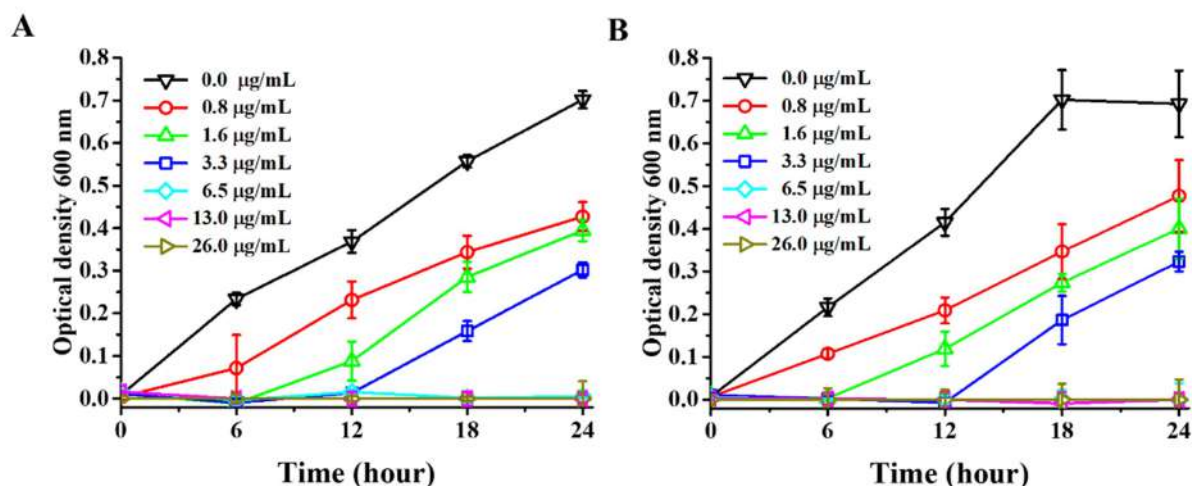 A
B
Optical density 600 nm
0.8
0.7
0.6
0.5
0.4
0.3
0.2
0.1
0.0
0.0 μg/mL
0.8 μg/mL
1.6 μg/mL
3.3 μg/mL
6.5 μg/mL
13.0 μg/mL
26.0 μg/mL
0 6 12 18 24
Time (hour)
Optical density 600 nm
0.8
0.7
0.6
0.5
0.4
0.3
0.2
0.1
0.0
0.0 μg/mL
0.8 μg/mL
1.6 μg/mL
3.3 μg/mL
6.5 μg/mL
13.0 μg/mL
26.0 μg/mL
0 6 12 18 24
Time (hour)